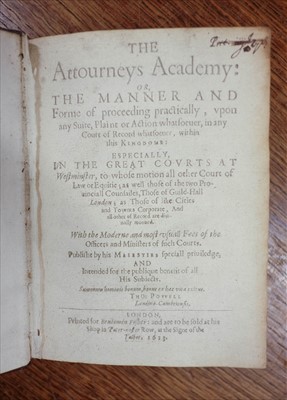 THE
Attourneys Academy:
OR,
THE MANNER AND
Forme of proceeding practically, vpon
any Suite, Plaint or Action whatsoeuer, in any
Court of Record whatsoeuer, within
this KINGDOME:
ESPECIALLY,
IN THE GREAT COVRTS AT
Westminster, to whose motion all other Courts of
Law or Equitie; as well those of the two Pro-
uinciall Counsailes, Those of Guild-Hall
London; as Those of like Cities
and Townes Corporate, And
all other of Record are
With the Moderne and most vsuall Fees of the
Officers and Ministers of such Courts.
Publisht by his MAIESTIES speciall priuiledge,
AND
Intended for the publique benefit of all
His Subiects.
THO: POWELL
Londino-Cambrensis.
LONDON,
Printed for Beniamin Fisher and are to be sold at his
Shop in Pater-noster Row, at the signe of the
Talbot, 1623.